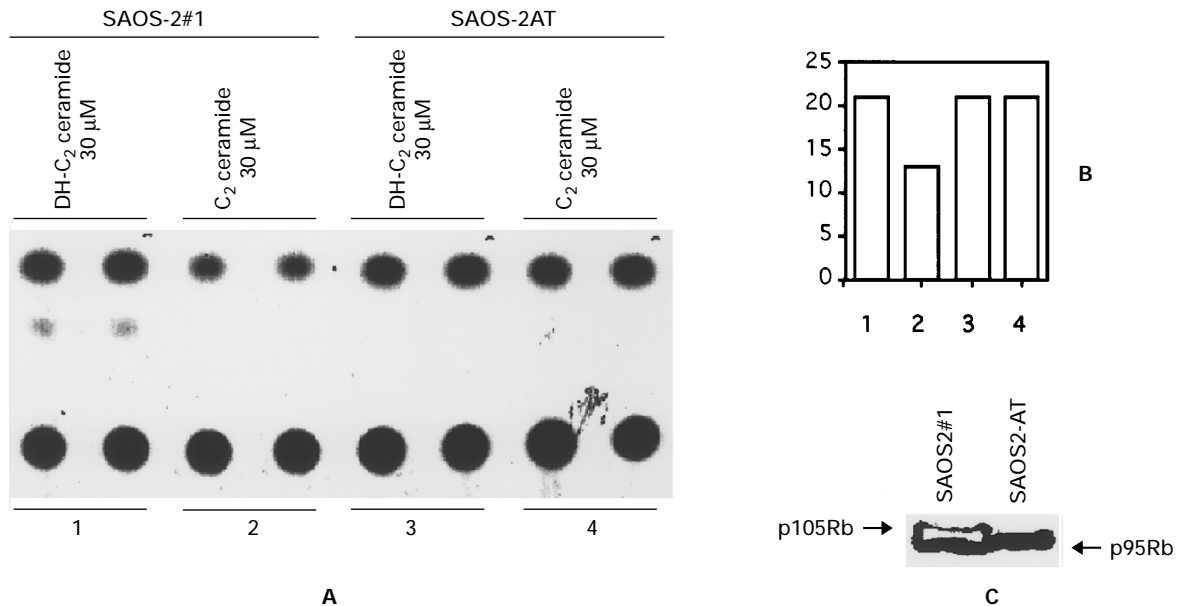 SAOS-2#1
SAOS-2AT
DH-C₂ ceramide
30 µM
C₂ ceramide
30 µM
DH-C₂ ceramide
30 µM
C₂ ceramide
30 µM
1
2
3
4
A
25
20
15
10
5
0
1
2
3
4
B
SAOS2#1
SAOS2-AT
p105Rb
p95Rb
C